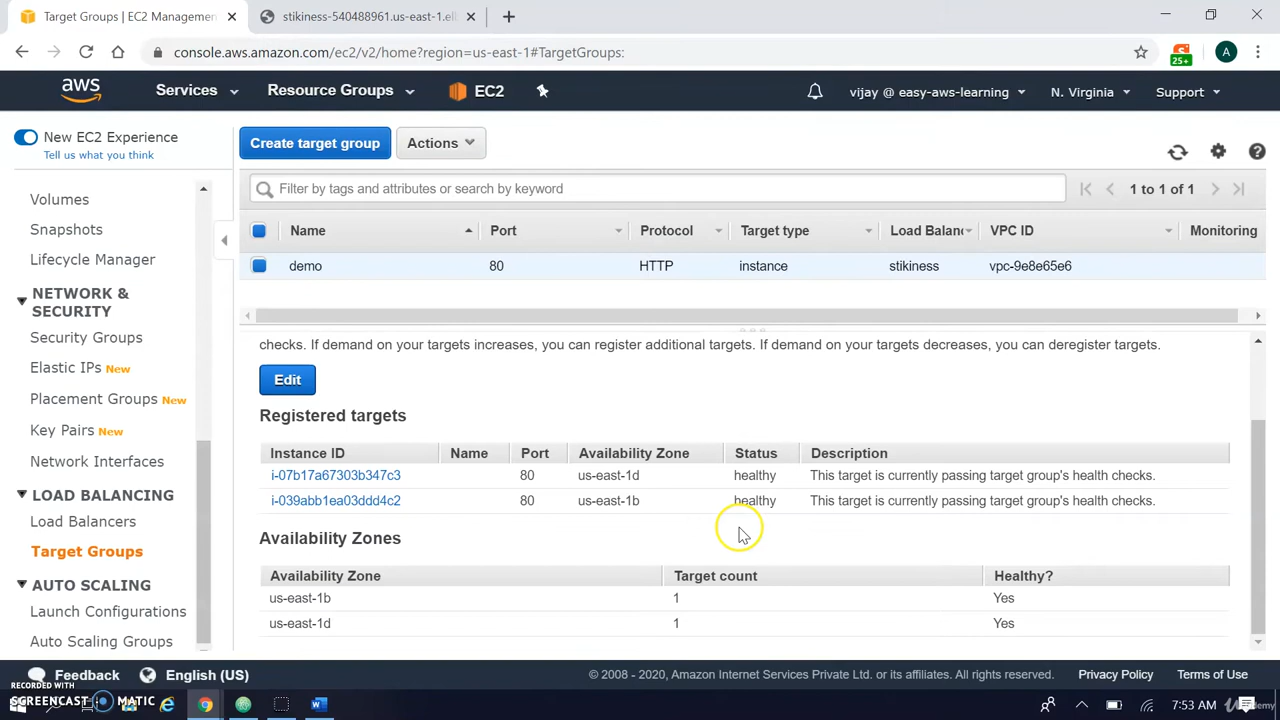 Target Groups | EC2 Managemen
stikiness-540488961.us-east-1.elb
console.aws.amazon.com/ec2/v2/home?region=us-east-1#TargetGroups:
25+
A
aws
Services
Resource Groups
EC2
vijay @ easy-aws-learning
N. Virginia
Support
New EC2 Experience
Tell us what you think
Create target group
Actions
Filter by tags and attributes or search by keyword
1 to 1 of 1
Name Port Protocol Target type Load Balanc VPC ID Monitoring
demo 80 HTTP instance stikiness vpc-9e8e65e6
Volumes
Snapshots
Lifecycle Manager
NETWORK &
SECURITY
Security Groups
Elastic IPs New
Placement Groups New
Key Pairs New
Network Interfaces
LOAD BALANCING
Load Balancers
Target Groups
AUTO SCALING
Launch Configurations
Auto Scaling Groups
checks. If demand on your targets increases, you can register additional targets. If demand on your targets decreases, you can deregister targets.
Edit
Registered targets
Instance ID Name Port Availability Zone Status Description
i-07b17a67303b347c3 80 us-east-1d healthy This target is currently passing target group's health checks.
i-039abb1ea03ddd4c2 80 us-east-1b healthy This target is currently passing target group's health checks.
Availability Zones
Availability Zone Target count Healthy?
us-east-1b 1 Yes
us-east-1d 1 Yes
Feedback
English (US)
© 2008 - 2020, Amazon Internet Services Private Ltd. or its affiliates. All rights reserved.
Privacy Policy
Terms of Use
RECORDED WITH
SCREENCAST MATIC
7:53 AM